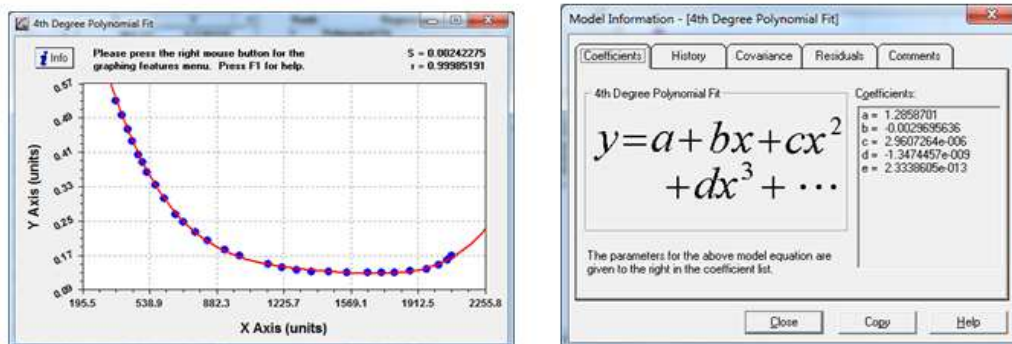 4th Degree Polynomial Fit
Info
Please press the right mouse button for the
graphing features menu. Press F1 for help.
S = 0.00242275
r = 0.99985191
Y Axis (units)
0.57
0.49
0.41
0.33
0.25
0.17
0.09
195.5 538.9 882.3 1225.7 1569.1 1912.5 2255.8
X Axis (units)
Model Information - [4th Degree Polynomial Fit]
Coefficients History Covariance Residuals Comments
4th Degree Polynomial Fit
y=a+bx+cx²
+dx³+⋯
The parameters for the above model equation are
given to the right in the coefficient list.
Coefficients:
a = 1.2858701
b = -0.0029695636
c = 2.9607264e-006
d = -1.3474457e-009
e = 2.3338605e-013
Close Copy Help